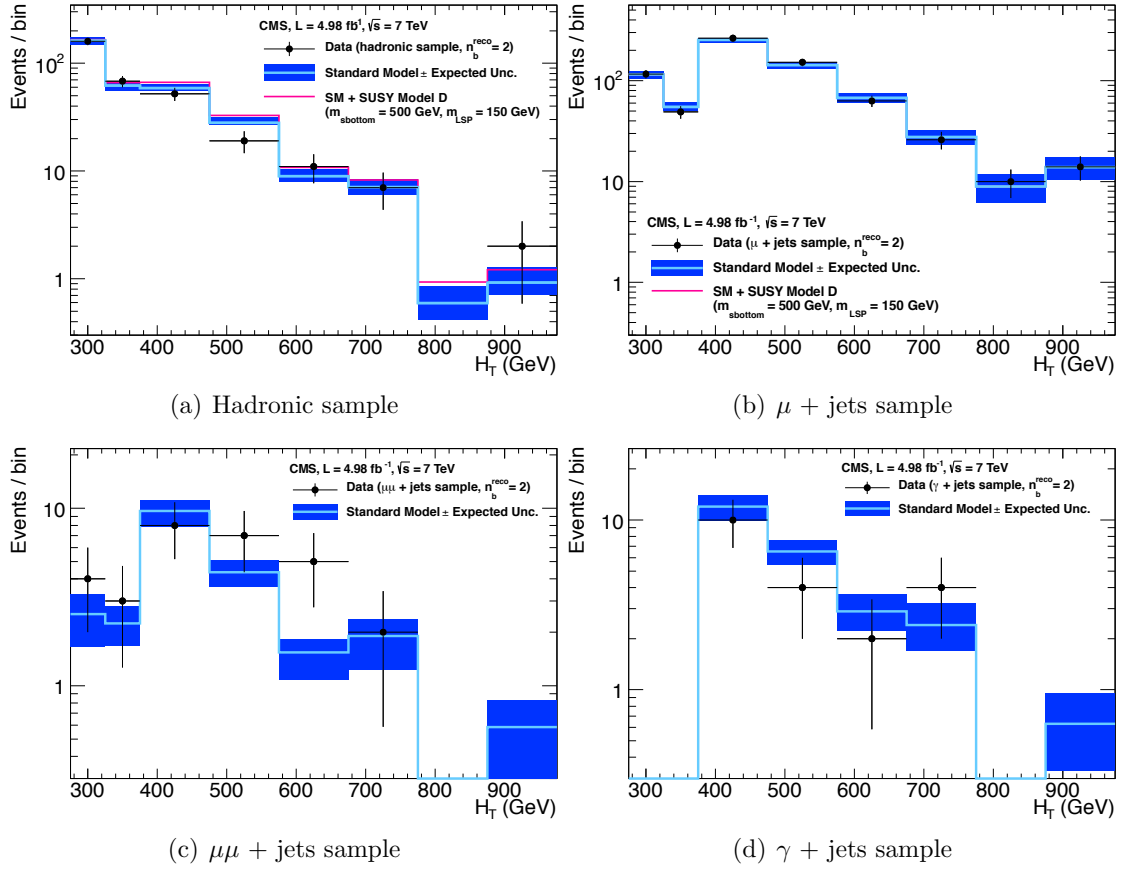 CMS, L = 4.98 fb⁻¹, √s = 7 TeV
Data (hadronic sample, n_b^reco = 2)
Standard Model ± Expected Unc.
SM + SUSY Model D
(m_sbottom = 500 GeV, m_LSP = 150 GeV)
Events / bin
10²
10
1
300 400 500 600 700 800 900
H_T (GeV)
(a) Hadronic sample
CMS, L = 4.98 fb⁻¹, √s = 7 TeV
Data (μ + jets sample, n_b^reco = 2)
Standard Model ± Expected Unc.
SM + SUSY Model D
(m_sbottom = 500 GeV, m_LSP = 150 GeV)
Events / bin
10²
10
1
300 400 500 600 700 800 900
H_T (GeV)
(b) μ + jets sample
CMS, L = 4.98 fb⁻¹, √s = 7 TeV
Data (μμ + jets sample, n_b^reco = 2)
Standard Model ± Expected Unc.
Events / bin
10
1
300 400 500 600 700 800 900
H_T (GeV)
(c) μμ + jets sample
CMS, L = 4.98 fb⁻¹, √s = 7 TeV
Data (γ + jets sample, n_b^reco = 2)
Standard Model ± Expected Unc.
Events / bin
10
1
300 400 500 600 700 800 900
H_T (GeV)
(d) γ + jets sample